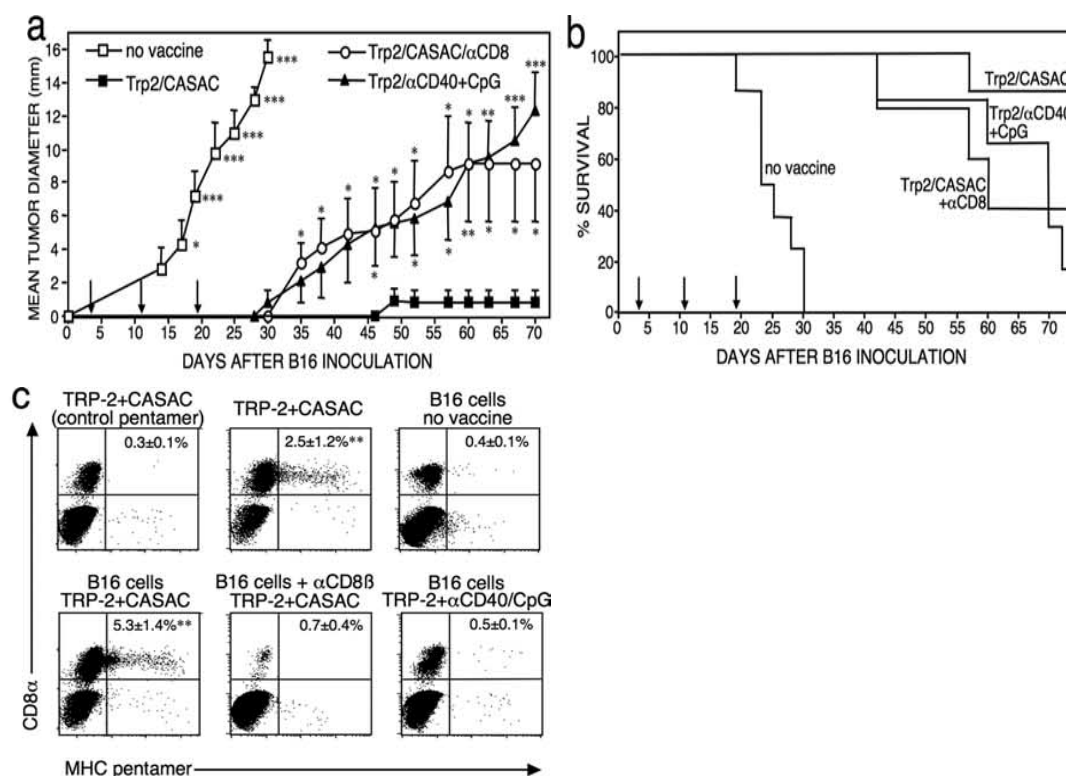 a
no vaccine
Trp2/CASAC
Trp2/CASAC/αCD8
Trp2/αCD40+CpG
MEAN TUMOR DIAMETER (mm)
16
14
12
10
8
6
4
2
0
***
***
***
***
***
*
*
*
*
*
*
*
*
**
***
***
*
*
*
**
*
*
*
0 5 10 15 20 25 30 35 40 45 50 55 60 65 70
DAYS AFTER B16 INOCULATION
b
% SURVIVAL
100
80
60
40
20
0
Trp2/CASAC
Trp2/αCD40
+CpG
no vaccine
Trp2/CASAC
+αCD8
0 5 10 15 20 25 30 35 40 45 50 55 60 65 70
DAYS AFTER B16 INOCULATION
c
TRP-2+CASAC
(control pentamer)
0.3±0.1%
TRP-2+CASAC
2.5±1.2%**
B16 cells
no vaccine
0.4±0.1%
B16 cells
TRP-2+CASAC
5.3±1.4%**
B16 cells + αCD8ß
TRP-2+CASAC
0.7±0.4%
B16 cells
TRP-2+αCD40/CpG
0.5±0.1%
CD8α
MHC pentamer